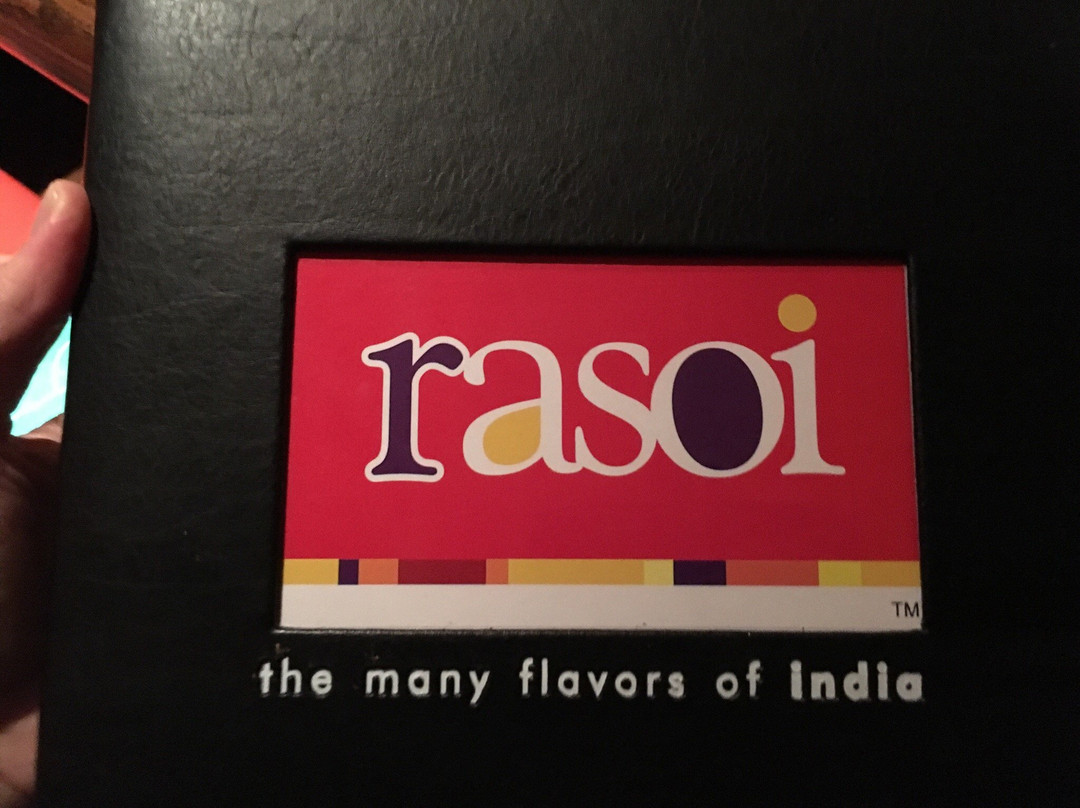 rasoi
TM
the many flavors of india